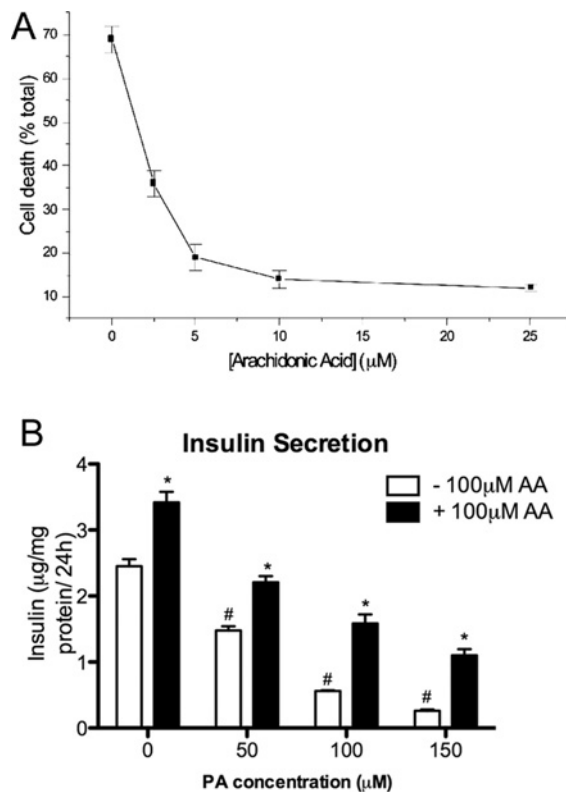 A
Cell death (% total)
70
60
50
40
30
20
10
0
5
10
15
20
25
[Arachidonic Acid] (μM)
B
Insulin Secretion
Insulin (μg/mg
protein/ 24h)
4
3
2
1
0
- 100μM AA
+ 100μM AA
*
#
*
#
*
#
*
0
50
100
150
PA concentration (μM)